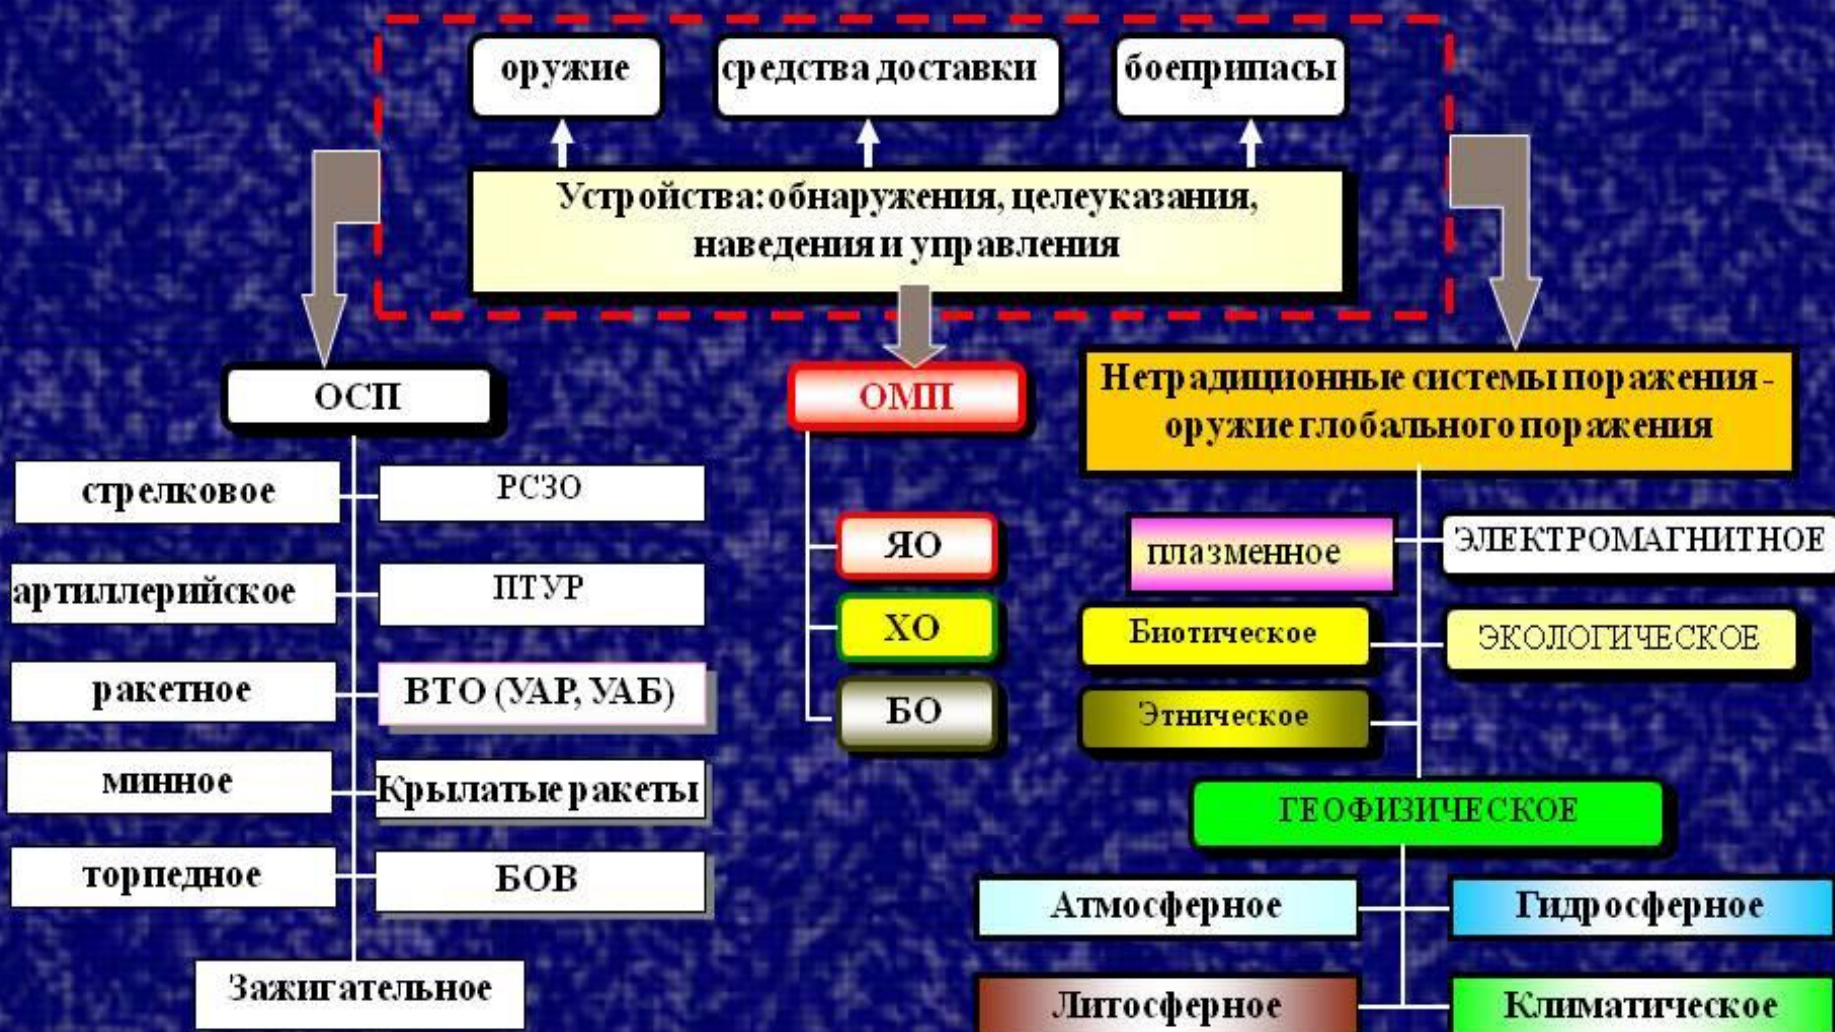 оружие
средства доставки
боеприпасы
Устройства: обнаружения, целеуказания,
наведения и управления
ОСП
стрелковое
РСЗО
артиллерийское
ПТУР
ракетное
ВТО (УАР, УАБ)
минное
Крылатые ракеты
торпедное
БОВ
Зажигательное
ОМП
ЯО
ХО
БО
Нетрадиционные системы поражения -
оружие глобального поражения
плазменное
ЭЛЕКТРОМАГНИТНОЕ
Биотическое
ЭКОЛОГИЧЕСКОЕ
Этническое
ГЕОФИЗИЧЕСКОЕ
Атмосферное
Гидросферное
Литосферное
Климатическое